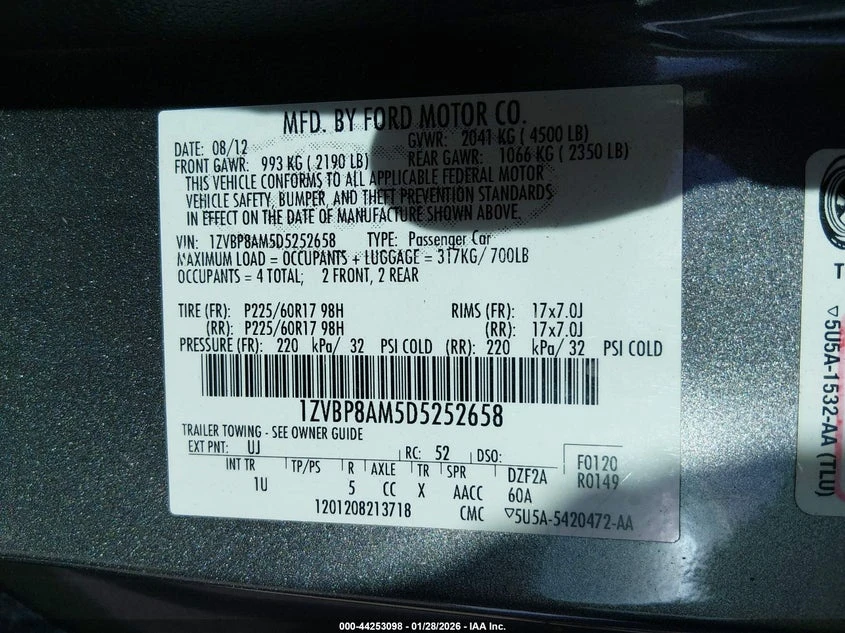 MFD. BY FORD MOTOR CO.
DATE: 08/12 GVWR: 2041 KG ( 4500 LB)
FRONT GAWR: 993 KG ( 2190 LB) REAR GAWR: 1066 KG ( 2350 LB)
THIS VEHICLE CONFORMS TO ALL APPLICABLE FEDERAL MOTOR
VEHICLE SAFETY, BUMPER, AND THEFT PREVENTION STANDARDS
IN EFFECT ON THE DATE OF MANUFACTURE SHOWN ABOVE.
VIN: 1ZVBP8AM5D5252658 TYPE: Passenger Car
MAXIMUM LOAD = OCCUPANTS + LUGGAGE = 317KG/ 700LB
OCCUPANTS = 4 TOTAL; 2 FRONT, 2 REAR
TIRE (FR): P225/60R17 98H RIMS (FR): 17x7.0J
(RR): P225/60R17 98H (RR): 17x7.0J
PRESSURE (FR): 220 kPa/ 32 PSI COLD (RR): 220 kPa/ 32 PSI COLD
1ZVBP8AM5D5252658
TRAILER TOWING - SEE OWNER GUIDE
EXT PNT: UJ RC: 52 DSO: F0120
INT TR TP/PS R AXLE TR SPR DZF2A R0149
1U 5 CC X AACC 60A
1201208213718 CMC ▽5U5A-5420472-AA
T
▽5U5A-1532-AA (TLU)
000-44253098 - 01/28/2026 - IAA Inc.